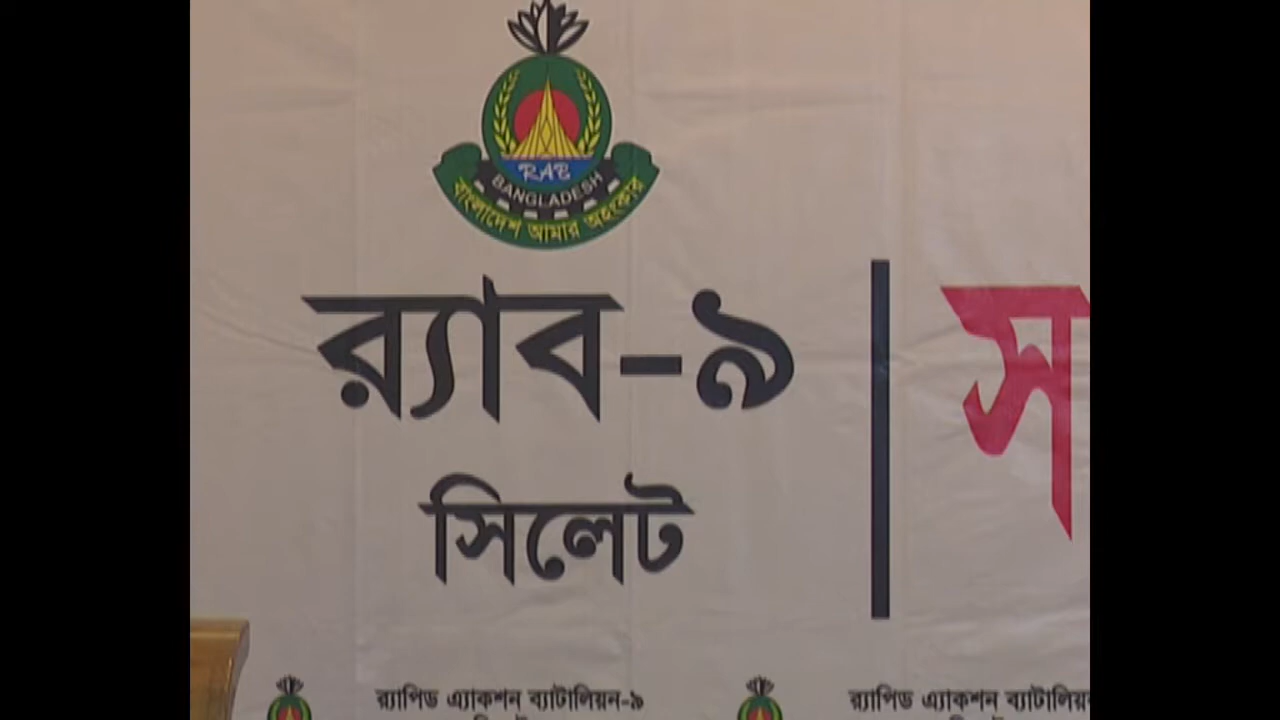 RAB
BANGLADESH
বাংলাদেশ আমার অহংকার
র‍্যাব-৯
সিলেট
স
র‍্যাপিড এ্যাকশন ব্যাটালিয়ন-৯
র‍্যাপিড এ্যাকশন ব্যাটালিয়ন